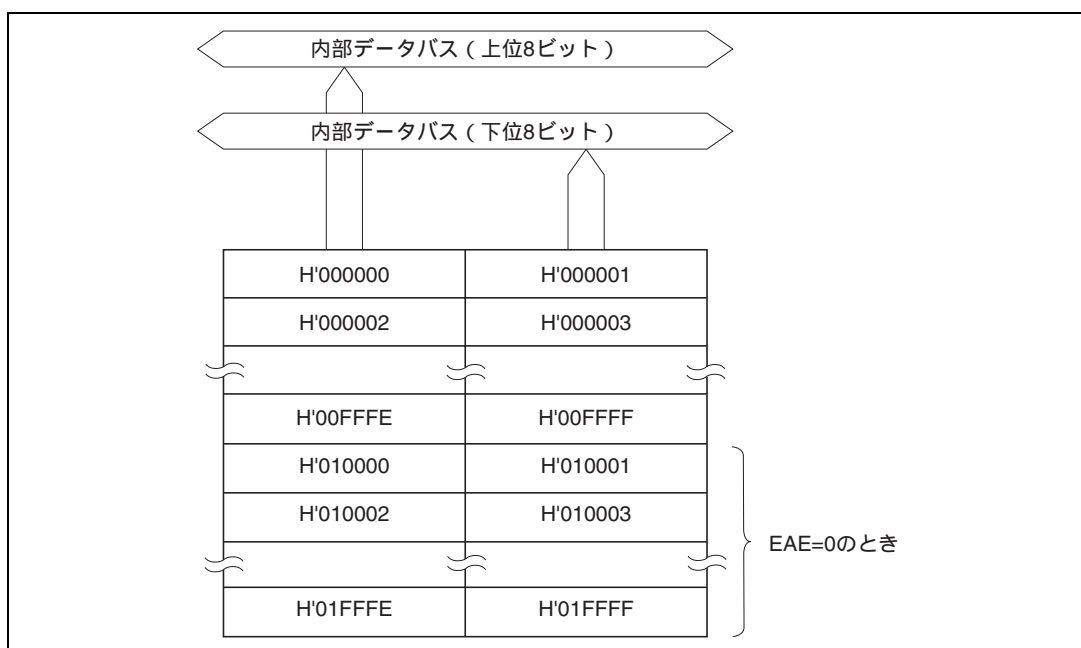 内部データバス(上位8ビット)
内部データバス(下位8ビット)
H'000000 H'000001
H'000002 H'000003
H'00FFFE H'00FFFF
H'010000 H'010001
H'010002 H'010003
EAE=0のとき
H'01FFFE H'01FFFF